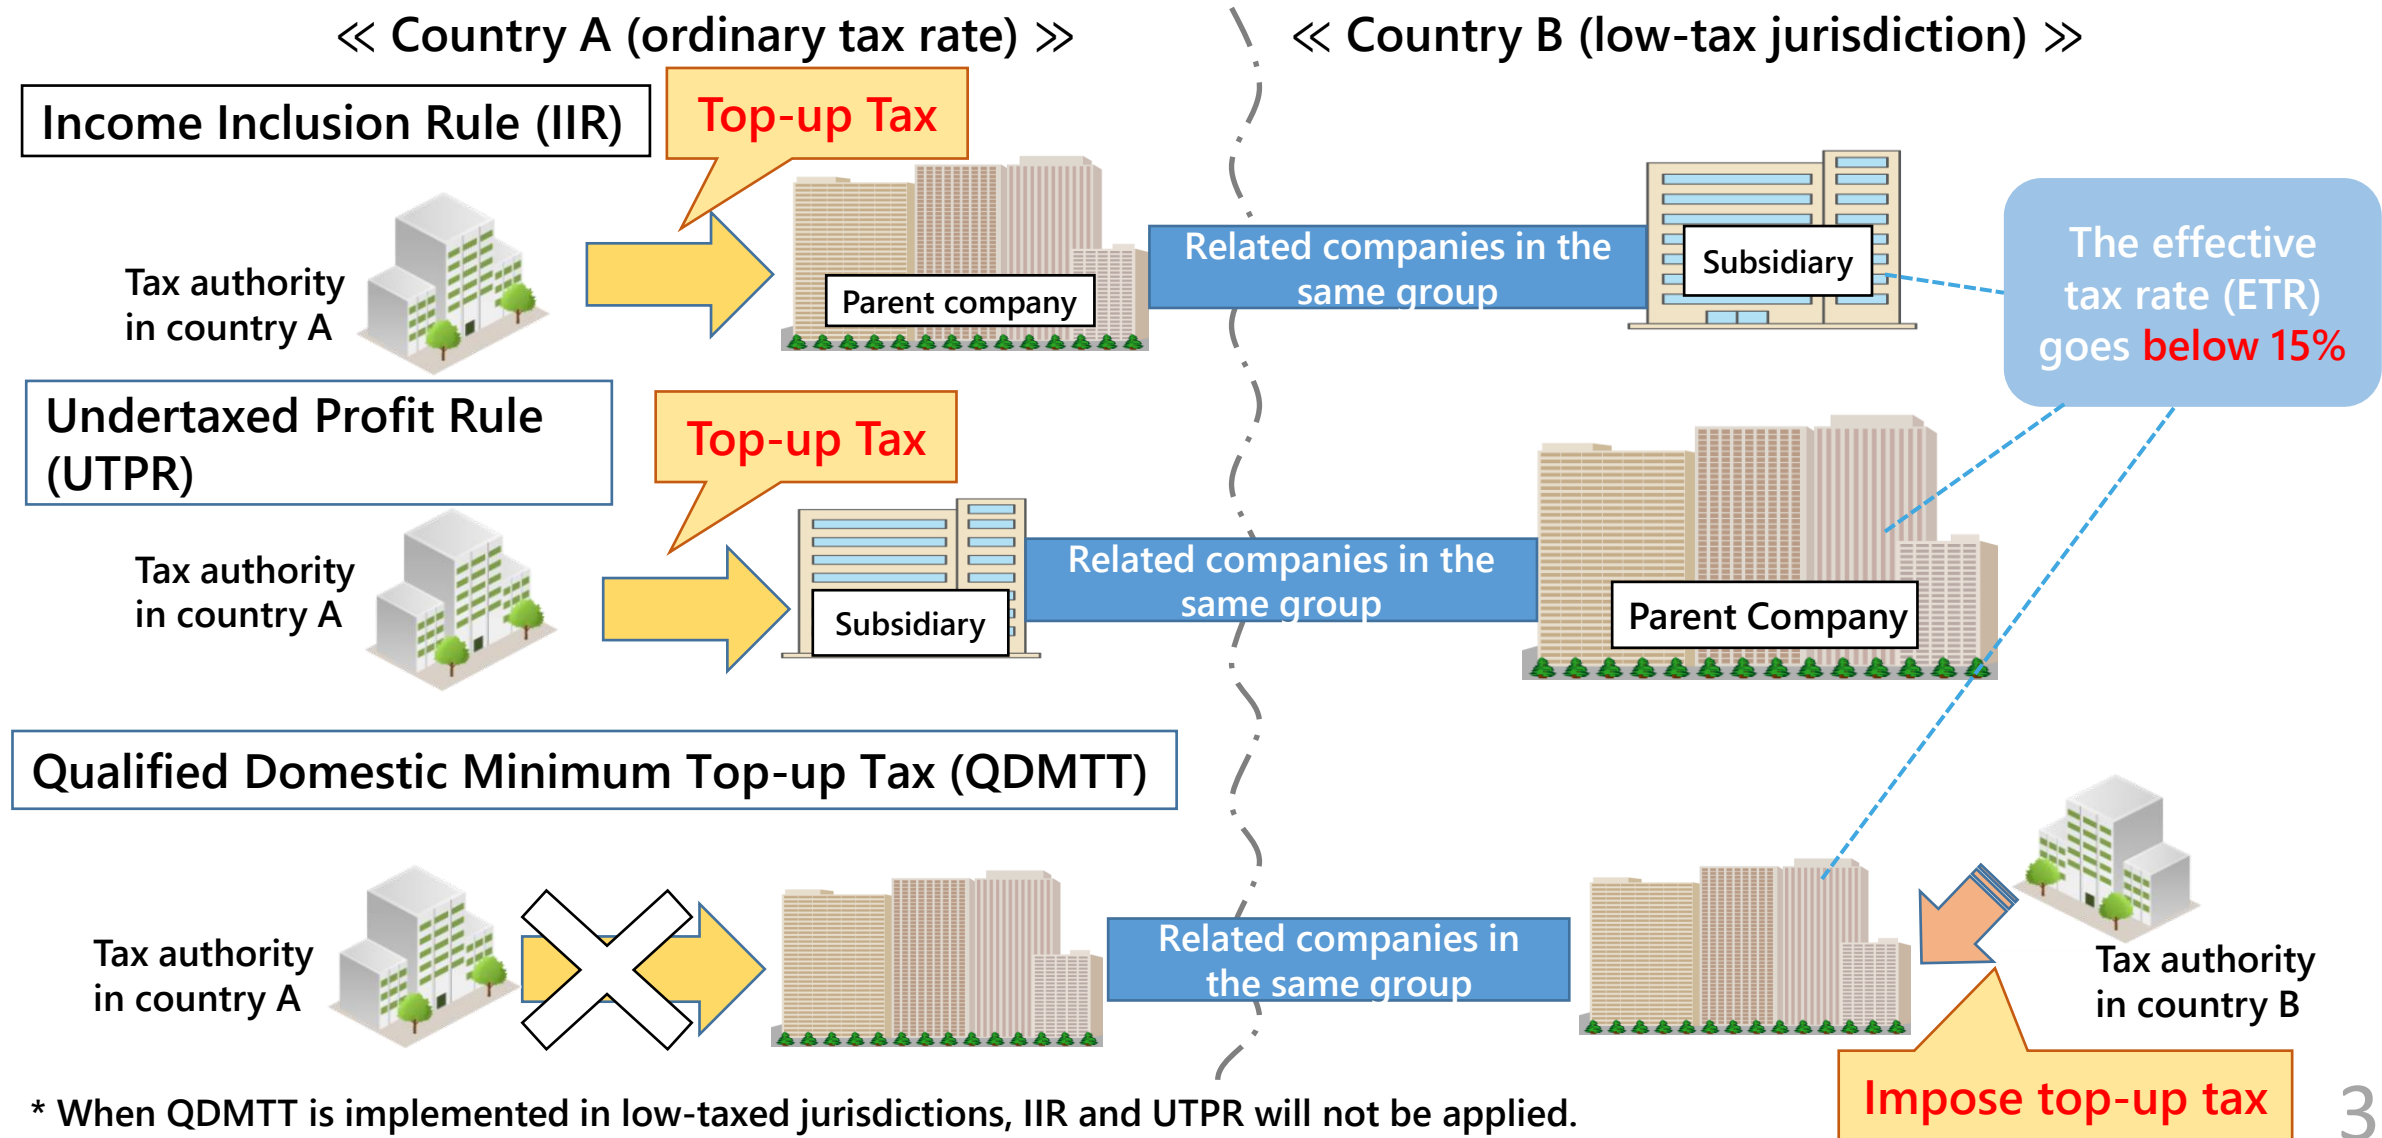 ≪ Country A (ordinary tax rate) ≫
≪ Country B (low-tax jurisdiction) ≫
Income Inclusion Rule (IIR)
Top-up Tax
Tax authority
in country A
Parent company
Related companies in the
same group
Subsidiary
The effective
tax rate (ETR)
goes below 15%
Undertaxed Profit Rule
(UTPR)
Top-up Tax
Tax authority
in country A
Subsidiary
Related companies in the
same group
Parent Company
Qualified Domestic Minimum Top-up Tax (QDMTT)
Tax authority
in country A
Related companies in
the same group
Tax authority
in country B
Impose top-up tax
* When QDMTT is implemented in low-taxed jurisdictions, IIR and UTPR will not be applied.
3